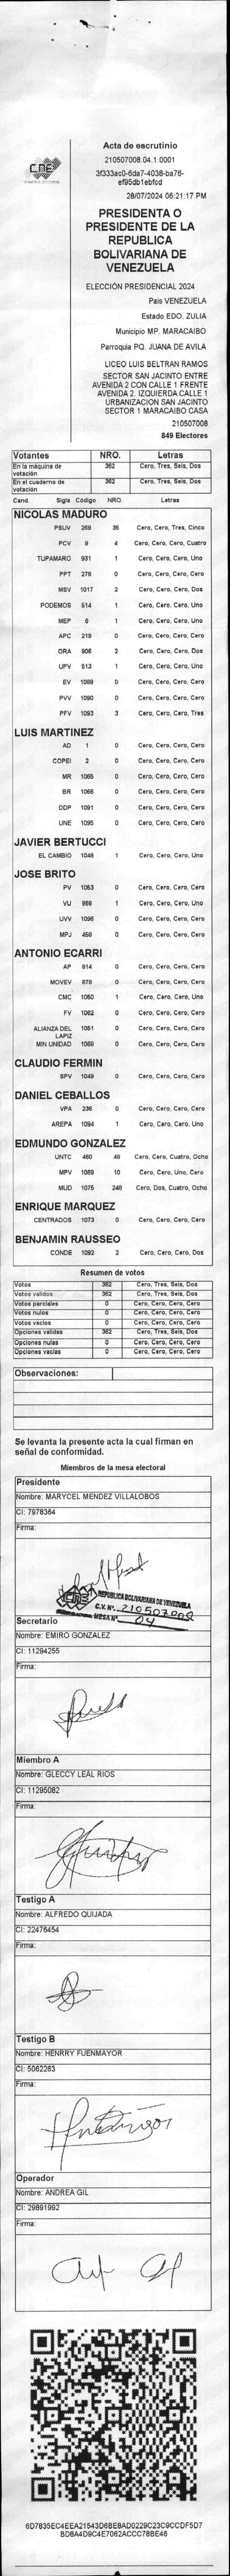 CNE
Acta de escrutinio
210507008.04.1.0001
3f333ac0-6da7-4038-ba76-
ef95db1ebfcd
28/07/2024 06:21:17 PM
PRESIDENTA O
PRESIDENTE DE LA
REPUBLICA
BOLIVARIANA DE
VENEZUELA
ELECCIÓN PRESIDENCIAL 2024
Pais VENEZUELA
Estado EDO. ZULIA
Municipio MP. MARACAIBO
Parroquia PQ. JUANA DE AVILA
LICEO LUIS BELTRAN RAMOS
SECTOR SAN JACINTO ENTRE
AVENIDA 2 CON CALLE 1 FRENTE
AVENIDA 2. IZQUIERDA CALLE 1
URBANIZACION SAN JACINTO
SECTOR 1 MARACAIBO CASA
210507008
849 Electores
Votantes NRO. Letras
En la máquina de votación 362 Cero, Tres, Seis, Dos
En el cuaderno de votación 362 Cero, Tres, Seis, Dos
Cand. Sigla Código NRO. Letras
NICOLAS MADURO
PSUV 269 35 Cero, Cero, Tres, Cinco
PCV 9 4 Cero, Cero, Cero, Cuatro
TUPAMARO 931 1 Cero, Cero, Cero, Uno
PPT 276 0 Cero, Cero, Cero, Cero
MSV 1017 2 Cero, Cero, Cero, Dos
PODEMOS 514 1 Cero, Cero, Cero, Uno
MEP 6 1 Cero, Cero, Cero, Uno
APC 219 0 Cero, Cero, Cero, Cero
ORA 906 2 Cero, Cero, Cero, Dos
UPV 513 1 Cero, Cero, Cero, Uno
EV 1089 0 Cero, Cero, Cero, Cero
PVV 1090 0 Cero, Cero, Cero, Cero
PFV 1093 3 Cero, Cero, Cero, Tres
LUIS MARTINEZ
AD 1 0 Cero, Cero, Cero, Cero
COPEI 2 0 Cero, Cero, Cero, Cero
MR 1065 0 Cero, Cero, Cero, Cero
BR 1066 0 Cero, Cero, Cero, Cero
DDP 1091 0 Cero, Cero, Cero, Cero
UNE 1095 0 Cero, Cero, Cero, Cero
JAVIER BERTUCCI
EL CAMBIO 1048 1 Cero, Cero, Cero, Uno
JOSE BRITO
PV 1053 0 Cero, Cero, Cero, Cero
VU 868 1 Cero, Cero, Cero, Uno
UVV 1096 0 Cero, Cero, Cero, Cero
MPJ 458 0 Cero, Cero, Cero, Cero
ANTONIO ECARRI
AP 814 0 Cero, Cero, Cero, Cero
MOVEV 878 0 Cero, Cero, Cero, Cero
CMC 1050 1 Cero, Cero, Cero, Uno
FV 1052 0 Cero, Cero, Cero, Cero
ALIANZA DEL LAPIZ 1051 0 Cero, Cero, Cero, Cero
MIN UNIDAD 1068 0 Cero, Cero, Cero, Cero
CLAUDIO FERMIN
SPV 1049 0 Cero, Cero, Cero, Cero
DANIEL CEBALLOS
VPA 236 0 Cero, Cero, Cero, Cero
AREPA 1094 1 Cero, Cero, Cero, Uno
EDMUNDO GONZALEZ
UNTC 460 48 Cero, Cero, Cuatro, Ocho
MPV 1069 10 Cero, Cero, Uno, Cero
MUD 1075 248 Cero, Dos, Cuatro, Ocho
ENRIQUE MARQUEZ
CENTRADOS 1073 0 Cero, Cero, Cero, Cero
BENJAMIN RAUSSEO
CONDE 1092 2 Cero, Cero, Cero, Dos
Resumen de votos
Votos 362 Cero, Tres, Seis, Dos
Votos validos 362 Cero, Tres, Seis, Dos
Votos parciales 0 Cero, Cero, Cero, Cero
Votos nulos 0 Cero, Cero, Cero, Cero
Votos vacios 0 Cero, Cero, Cero, Cero
Opciones validas 362 Cero, Tres, Seis, Dos
Opciones nulas 0 Cero, Cero, Cero, Cero
Opciones vacias 0 Cero, Cero, Cero, Cero
Observaciones:
Se levanta la presente acta la cual firman en
señal de conformidad.
Miembros de la mesa electoral
Presidente
Nombre: MARYCEL MENDEZ VILLALOBOS
CI: 7978364
Firma:
CNE REPUBLICA BOLIVARIANA DE VENEZUELA
C.V. Nº. 210507008
MESA Nº 04
Secretario
Nombre: EMIRO GONZALEZ
CI: 11294255
Firma:
Miembro A
Nombre: GLECCY LEAL RIOS
CI: 11285082
Firma:
Testigo A
Nombre: ALFREDO QUIJADA
CI: 22476454
Firma:
Testigo B
Nombre: HENRRY FUENMAYOR
CI: 5062263
Firma:
Operador
Nombre: ANDREA GIL
CI: 29891992
Firma:
6D7835EC4EEA21543D6BE8AD0229C23C9CCDF5D7
BD8A4D9C4E7062ACCC78BE46